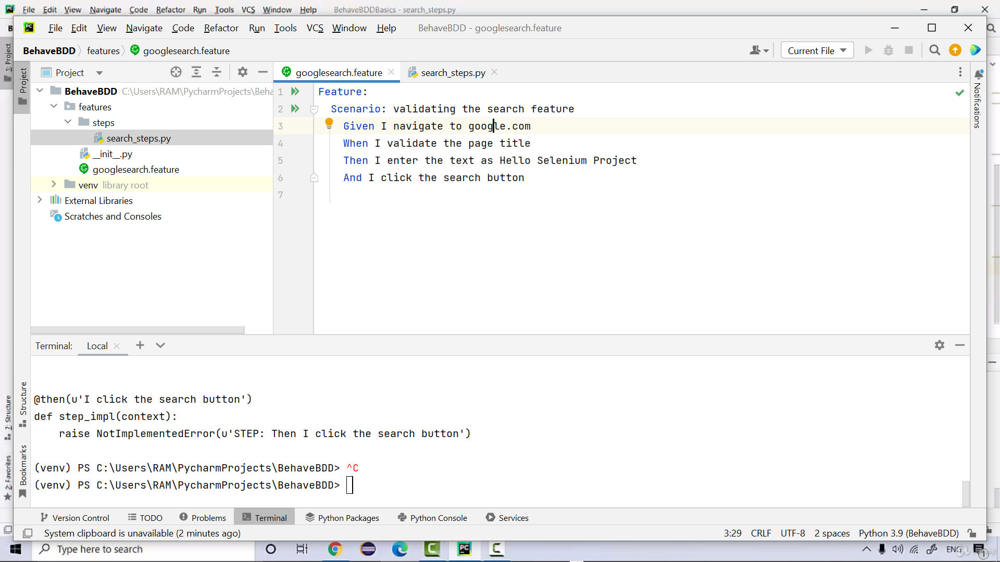 File Edit View Navigate Code Refactor Run Tools VCS Window Help BehaveBDDBasics - search_steps.py
File Edit View Navigate Code Refactor Run Tools VCS Window Help BehaveBDD - googlesearch.feature
BehaveBDD features googlesearch.feature Current File
1: Project
Project
Project
googlesearch.feature search_steps.py
Notifications
BehaveBDD C:\Users\RAM\PycharmProjects\Beha
features
steps
search_steps.py
__init__.py
googlesearch.feature
venv library root
External Libraries
Scratches and Consoles
1 Feature:
2 Scenario: validating the search feature
3 Given I navigate to google.com
4 When I validate the page title
5 Then I enter the text as Hello Selenium Project
6 And I click the search button
7
Terminal: Local
@then(u'I click the search button')
def step_impl(context):
    raise NotImplementedError(u'STEP: Then I click the search button')
(venv) PS C:\Users\RAM\PycharmProjects\BehaveBDD> ^C
(venv) PS C:\Users\RAM\PycharmProjects\BehaveBDD>
7: Structure
Structure
2: Favorites
Bookmarks
Version Control TODO Problems Terminal Python Packages Python Console Services
System clipboard is unavailable (2 minutes ago) 3:29 CRLF UTF-8 2 spaces Python 3.9 (BehaveBDD)
Type here to search ENG